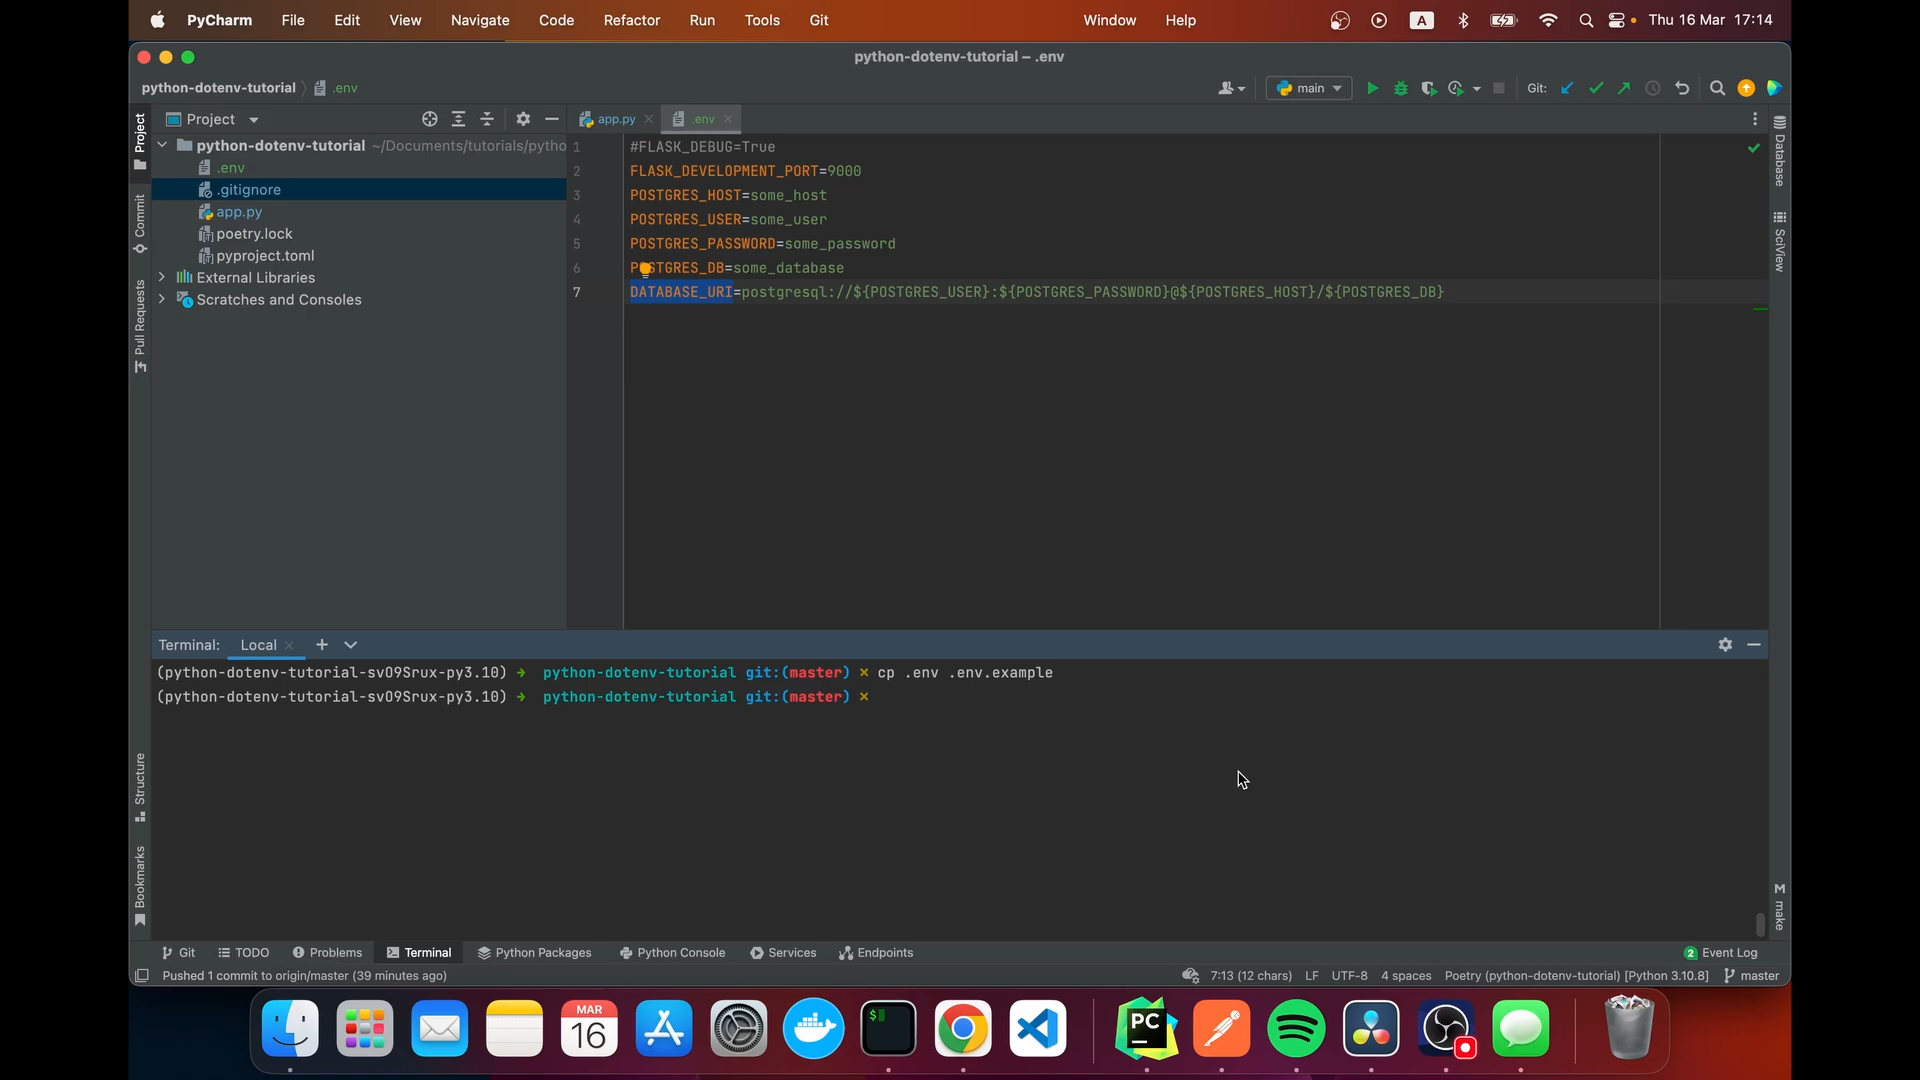 PyCharm File Edit View Navigate Code Refactor Run Tools Git Window Help A Thu 16 Mar 17:14
python-dotenv-tutorial – .env
python-dotenv-tutorial .env main Git:
Project
app.py .env
python-dotenv-tutorial ~/Documents/tutorials/pytho
.env
.gitignore
app.py
poetry.lock
pyproject.toml
External Libraries
Scratches and Consoles
1 #FLASK_DEBUG=True
2 FLASK_DEVELOPMENT_PORT=9000
3 POSTGRES_HOST=some_host
4 POSTGRES_USER=some_user
5 POSTGRES_PASSWORD=some_password
6 POSTGRES_DB=some_database
7 DATABASE_URI=postgresql://${POSTGRES_USER}:${POSTGRES_PASSWORD}@${POSTGRES_HOST}/${POSTGRES_DB}
Project
Commit
Pull Requests
Structure
Bookmarks
Database
SciView
M make
Terminal: Local
(python-dotenv-tutorial-svO9Srux-py3.10) ➜ python-dotenv-tutorial git:(master) × cp .env .env.example
(python-dotenv-tutorial-svO9Srux-py3.10) ➜ python-dotenv-tutorial git:(master) ×
Git TODO Problems Terminal Python Packages Python Console Services Endpoints 2 Event Log
Pushed 1 commit to origin/master (39 minutes ago) 7:13 (12 chars) LF UTF-8 4 spaces Poetry (python-dotenv-tutorial) [Python 3.10.8] master
MAR
16
$
PC